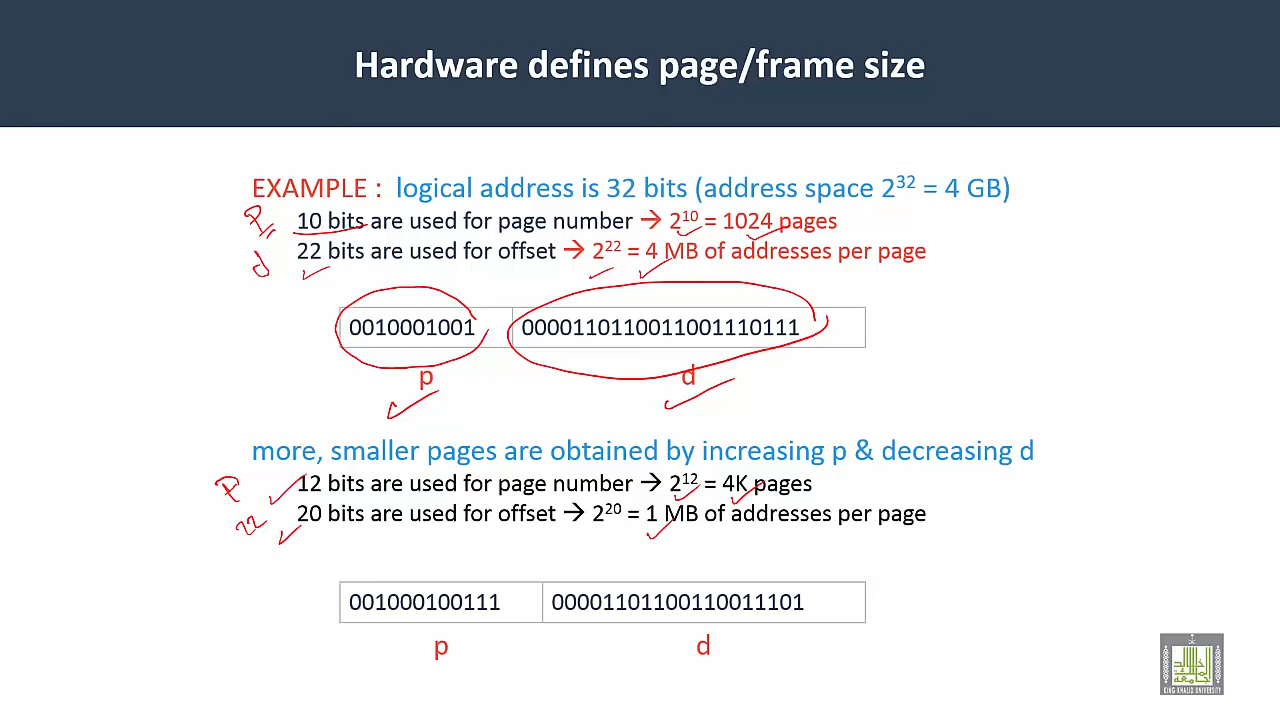 Hardware defines page/frame size
EXAMPLE : logical address is 32 bits (address space 2³² = 4 GB)
P 10 bits are used for page number → 2¹⁰ = 1024 pages
d 22 bits are used for offset → 2²² = 4 MB of addresses per page
0010001001 0000110110011001110111
p d
more, smaller pages are obtained by increasing p & decreasing d
P 12 bits are used for page number → 2¹² = 4K pages
22 20 bits are used for offset → 2²⁰ = 1 MB of addresses per page
001000100111 00001101100110011101
p d
KING KHALID UNIVERSITY